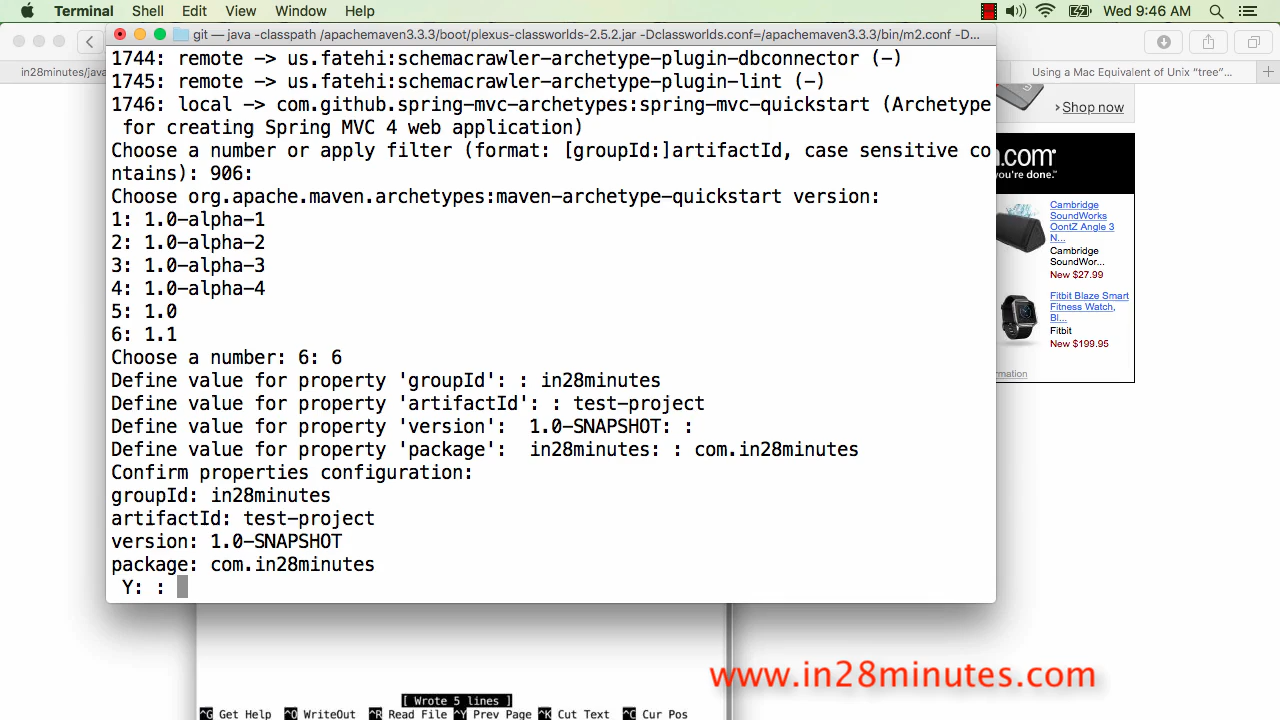 Terminal Shell Edit View Window Help Wed 9:46 AM
git — java -classpath /apachemaven3.3.3/boot/plexus-classworlds-2.5.2.jar -Dclassworlds.conf=/apachemaven3.3.3/bin/m2.conf -D...
in28minutes/java
Using a Mac Equivalent of Unix “tree”...
1744: remote -> us.fatehi:schemacrawler-archetype-plugin-dbconnector (-)
1745: remote -> us.fatehi:schemacrawler-archetype-plugin-lint (-)
1746: local -> com.github.spring-mvc-archetypes:spring-mvc-quickstart (Archetype
for creating Spring MVC 4 web application)
Choose a number or apply filter (format: [groupId:]artifactId, case sensitive co
ntains): 906:
Choose org.apache.maven.archetypes:maven-archetype-quickstart version:
1: 1.0-alpha-1
2: 1.0-alpha-2
3: 1.0-alpha-3
4: 1.0-alpha-4
5: 1.0
6: 1.1
Choose a number: 6: 6
Define value for property 'groupId': : in28minutes
Define value for property 'artifactId': : test-project
Define value for property 'version':  1.0-SNAPSHOT: :
Define value for property 'package':  in28minutes: : com.in28minutes
Confirm properties configuration:
groupId: in28minutes
artifactId: test-project
version: 1.0-SNAPSHOT
package: com.in28minutes
Y: :
› Shop now
.com
you're done.™
Cambridge
SoundWorks
OontZ Angle 3
N...
Cambridge
SoundWor...
New $27.99
Fitbit Blaze Smart
Fitness Watch,
Bl...
Fitbit
New $199.95
www.in28minutes.com
[ Wrote 5 lines ]
^G Get Help ^O WriteOut ^R Read File ^Y Prev Page ^K Cut Text ^C Cur Pos